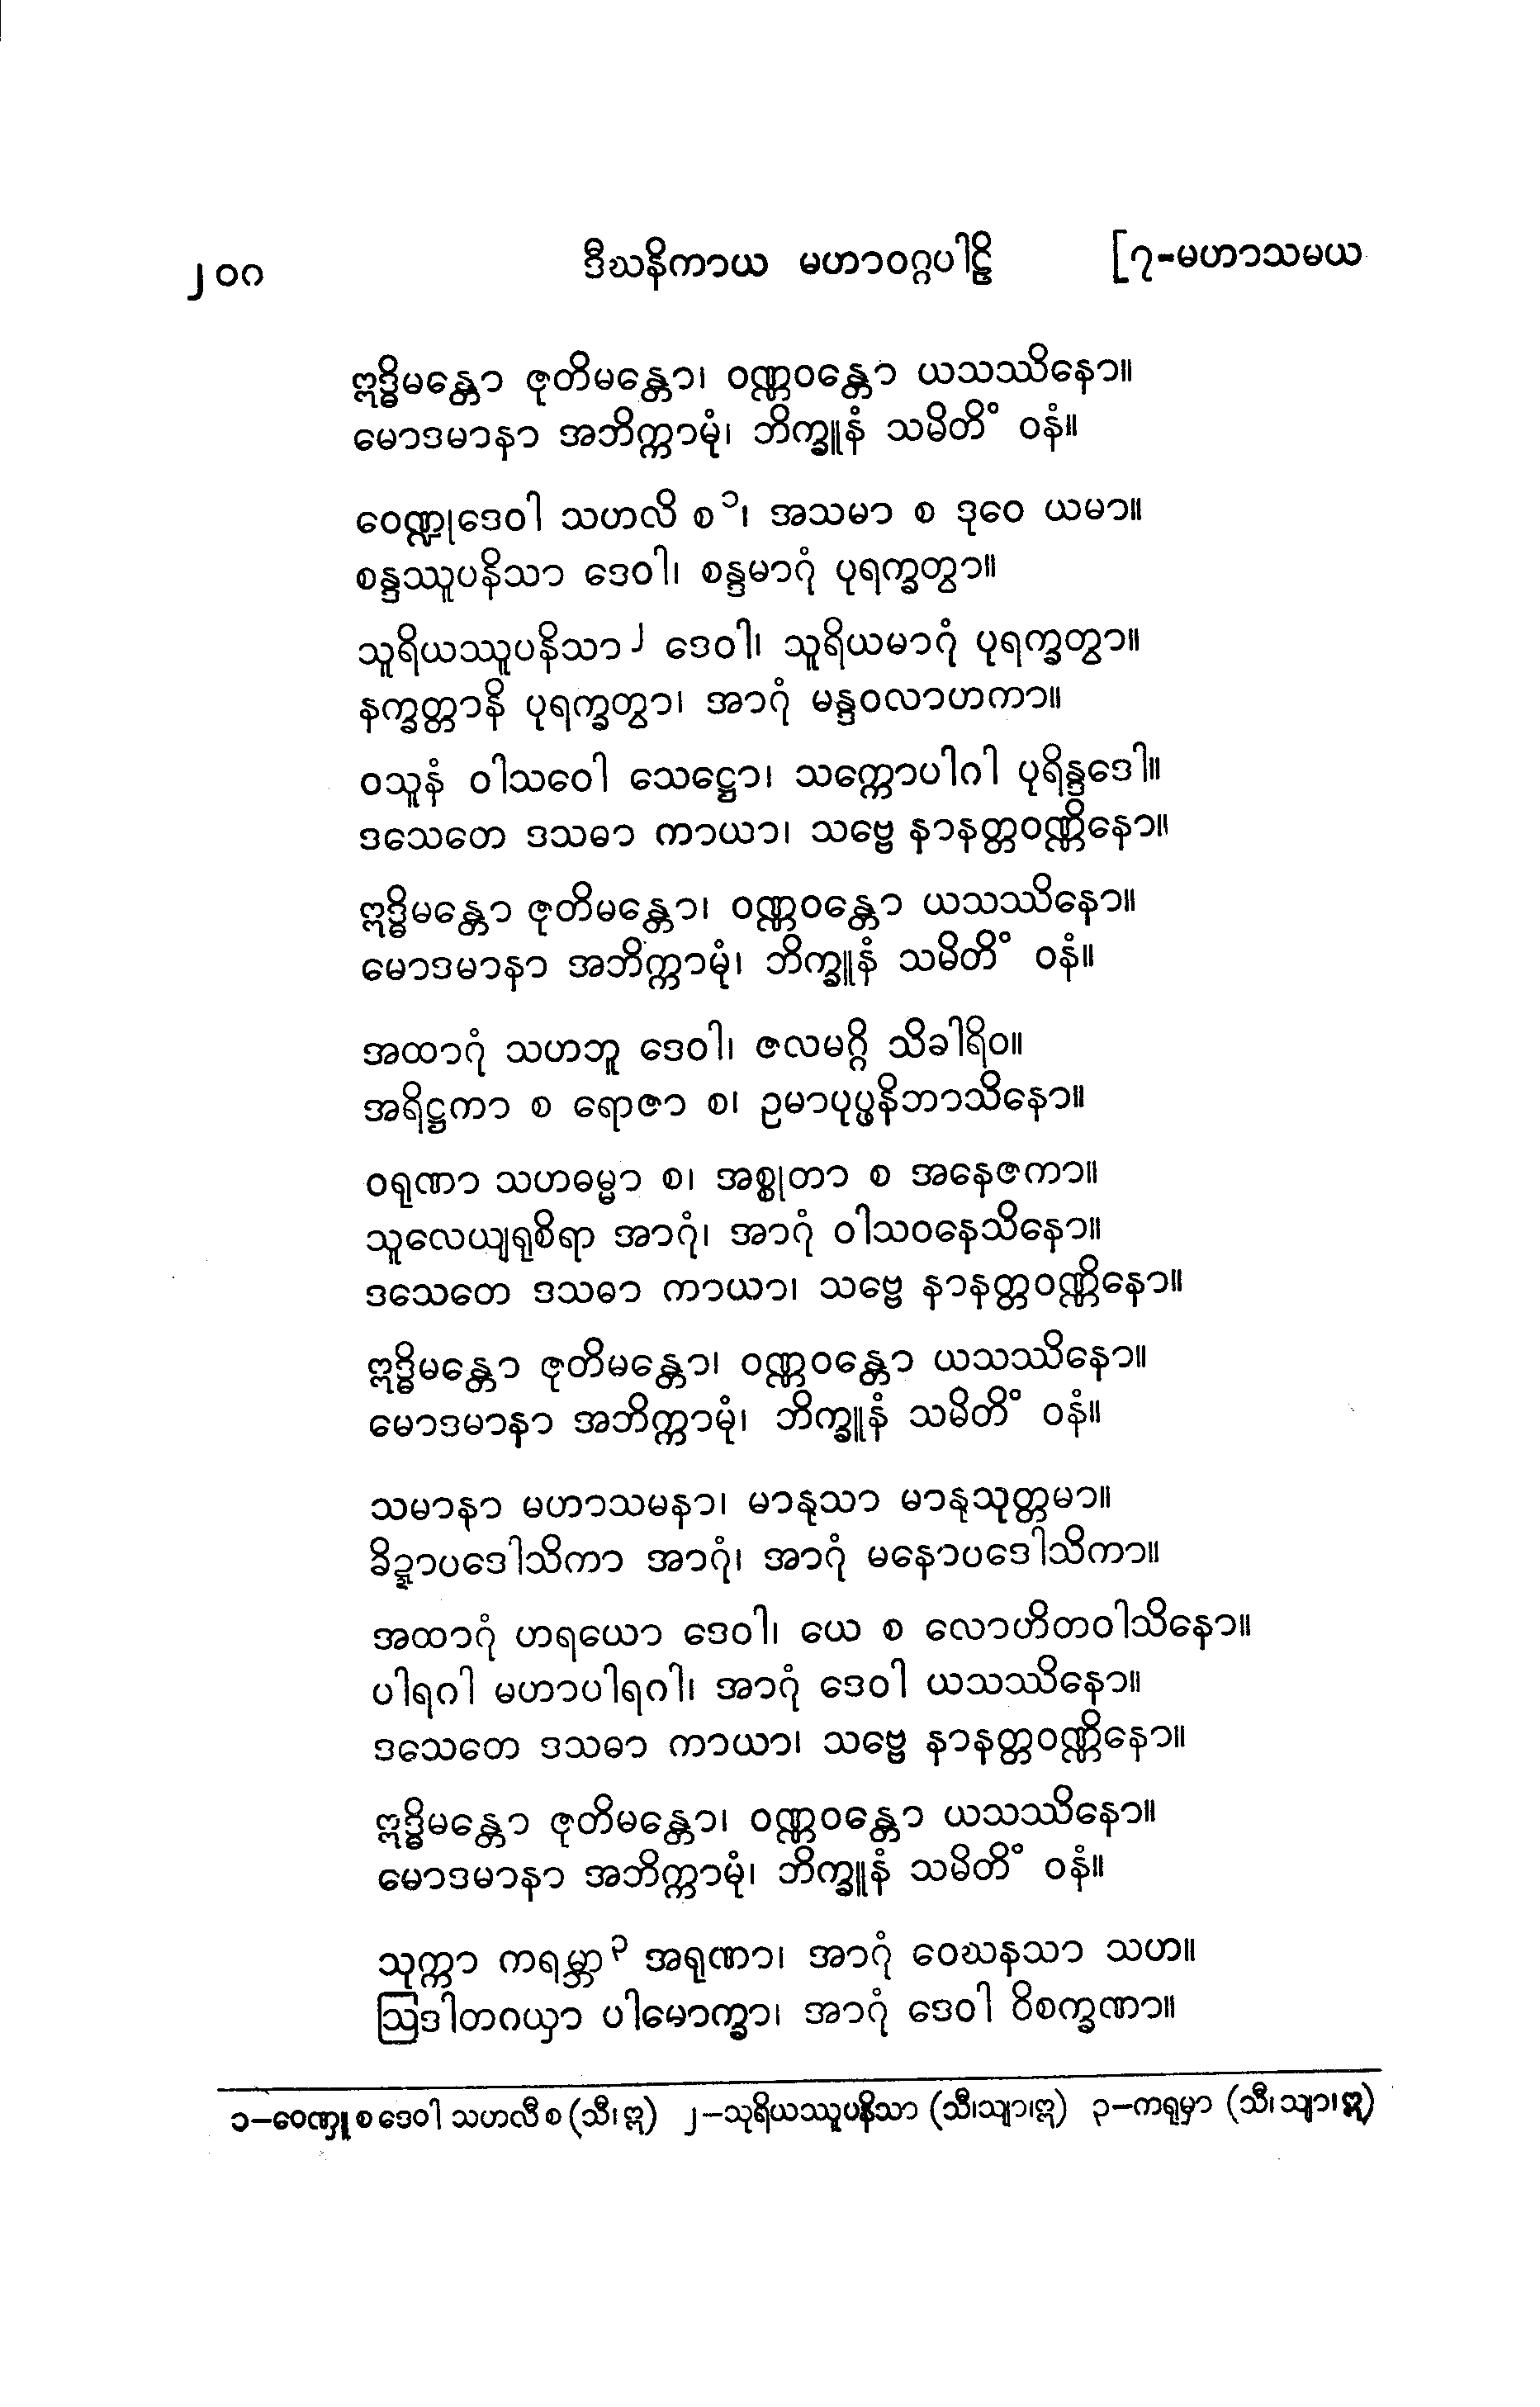 ၂၀ဂ ဒီဃနိကာယ မဟာဝဂ္ဂပါဠိ [၇-မဟာသမယ
ဣဒ္ဓိမန္တော ဇုတိမန္တော၊ ဝဏ္ဏဝန္တော ယသဿိနော။
မောဒမာနာ အဘိက္ကာမုံ၊ ဘိက္ခူနံ သမိတိံ ဝနံ။
ဝေဏ္ဍုဒေဝါ သဟလိ စ၁၊ အသမာ စ ဒုဝေ ယမာ။
စန္ဒဿူပနိသာ ဒေဝါ၊ စန္ဒမာဂုံ ပုရက္ခတွာ။
သူရိယဿူပနိသာ၂ ဒေဝါ၊ သူရိယမာဂုံ ပုရက္ခတွာ။
နက္ခတ္တာနိ ပုရက္ခတွာ၊ အာဂုံ မန္ဒဝလာဟကာ။
ဝသူနံ ဝါသဝေါ သေဋ္ဌော၊ သက္ကောပါဂါ ပုရိန္ဒဒေါ။
ဒသေတေ ဒသဓာ ကာယာ၊ သဗ္ဗေ နာနတ္တဝဏ္ဏိနော။
ဣဒ္ဓိမန္တော ဇုတိမန္တော၊ ဝဏ္ဏဝန္တော ယသဿိနော။
မောဒမာနာ အဘိက္ကာမုံ၊ ဘိက္ခူနံ သမိတိံ ဝနံ။
အထာဂုံ သဟဘူ ဒေဝါ၊ ဇလမဂ္ဂိ သိခါရိဝ။
အရိဋ္ဌကာ စ ရောဇာ စ၊ ဥမာပုပ္ဖနိဘာသိနော။
ဝရုဏာ သဟဓမ္မာ စ၊ အစ္စုတာ စ အနေဇကာ။
သူလေယျရုစိရာ အာဂုံ၊ အာဂုံ ဝါသဝနေသိနော။
ဒသေတေ ဒသဓာ ကာယာ၊ သဗ္ဗေ နာနတ္တဝဏ္ဏိနော။
ဣဒ္ဓိမန္တော ဇုတိမန္တော၊ ဝဏ္ဏဝန္တော ယသဿိနော။
မောဒမာနာ အဘိက္ကာမုံ၊ ဘိက္ခူနံ သမိတိံ ဝနံ။
သမာနာ မဟာသမနာ၊ မာနုသာ မာနုသုတ္တမာ။
ခိဍ္ဍာပဒေါသိကာ အာဂုံ၊ အာဂုံ မနောပဒေါသိကာ။
အထာဂုံ ဟရယော ဒေဝါ၊ ယေ စ လောဟိတဝါသိနော။
ပါရဂါ မဟာပါရဂါ၊ အာဂုံ ဒေဝါ ယသဿိနော။
ဒသေတေ ဒသဓာ ကာယာ၊ သဗ္ဗေ နာနတ္တဝဏ္ဏိနော။
ဣဒ္ဓိမန္တော ဇုတိမန္တော၊ ဝဏ္ဏဝန္တော ယသဿိနော။
မောဒမာနာ အဘိက္ကာမုံ၊ ဘိက္ခူနံ သမိတိံ ဝနံ။
သုက္ကာ ကရမ္ဘာ၃ အရုဏာ၊ အာဂုံ ဝေဃနသာ သဟ။
ဩဒါတဂယှာ ပါမောက္ခာ၊ အာဂုံ ဒေဝါ ဝိစက္ခဏာ။
၁−ဝေဏှူ စ ဒေဝါ သဟလီ စ (သီ၊ ဣ) ၂−သုရိယဿူပနိသာ (သီ၊သျာ၊ဣ) ၃−ကရုမှာ (သီ၊ သျာ၊ဣ)